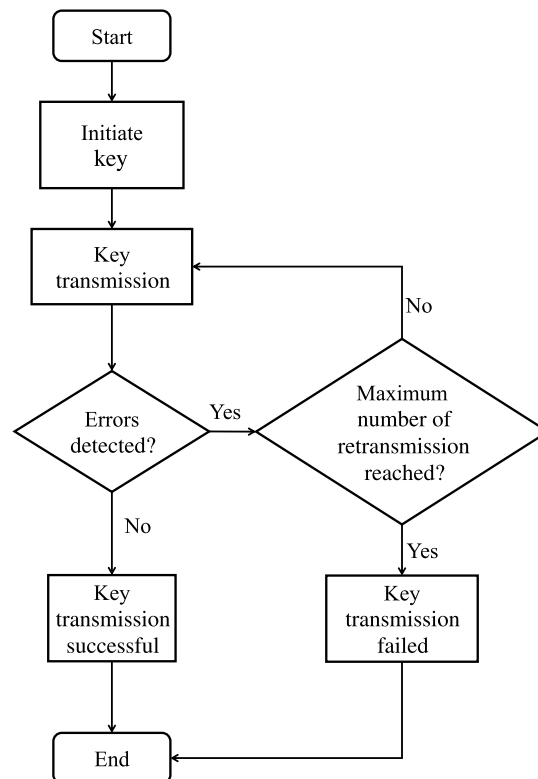 Start
Initiate
key
Key
transmission
No
Errors
detected?
Yes
Maximum
number of
retransmission
reached?
No
Yes
Key
transmission
successful
Key
transmission
failed
End